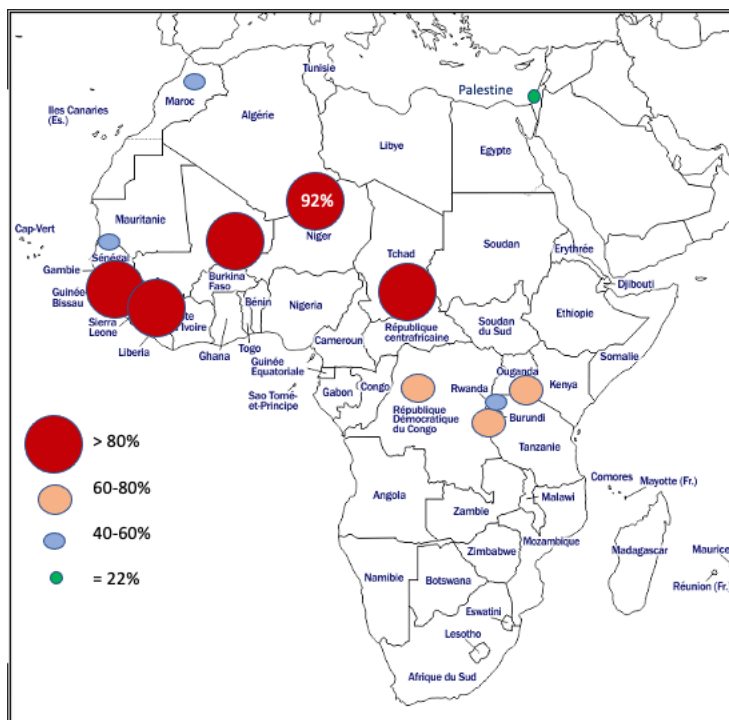 Tunisie
Maroc
Iles Canaries
(Es.)
Algérie
Palestine
Libye
Egypte
Mauritanie
92%
Niger
Cap-Vert
Sénégal
Gambie
Guinée
Bissau
Burkina
Faso
Tchad
Soudan
Erythrée
Djibouti
Sierra
Leone
Liberia
Ghana
Togo
Bénin
Nigeria
Cameroun
République
centrafricaine
Soudan
du Sud
Ethiopie
Somalie
Guinée
Equatoriale
Sao Tomé
et-Principe
Gabon
Congo
Ouganda
Kenya
Rwanda
Burundi
République
Démocratique
du Congo
Tanzanie
> 80%
60-80%
40-60%
= 22%
Angola
Zambie
Malawi
Comores
Mayotte (Fr.)
Mozambique
Zimbabwe
Madagascar
Maurice
Réunion (Fr.)
Namibie
Botswana
Eswatini
Lesotho
Afrique du Sud